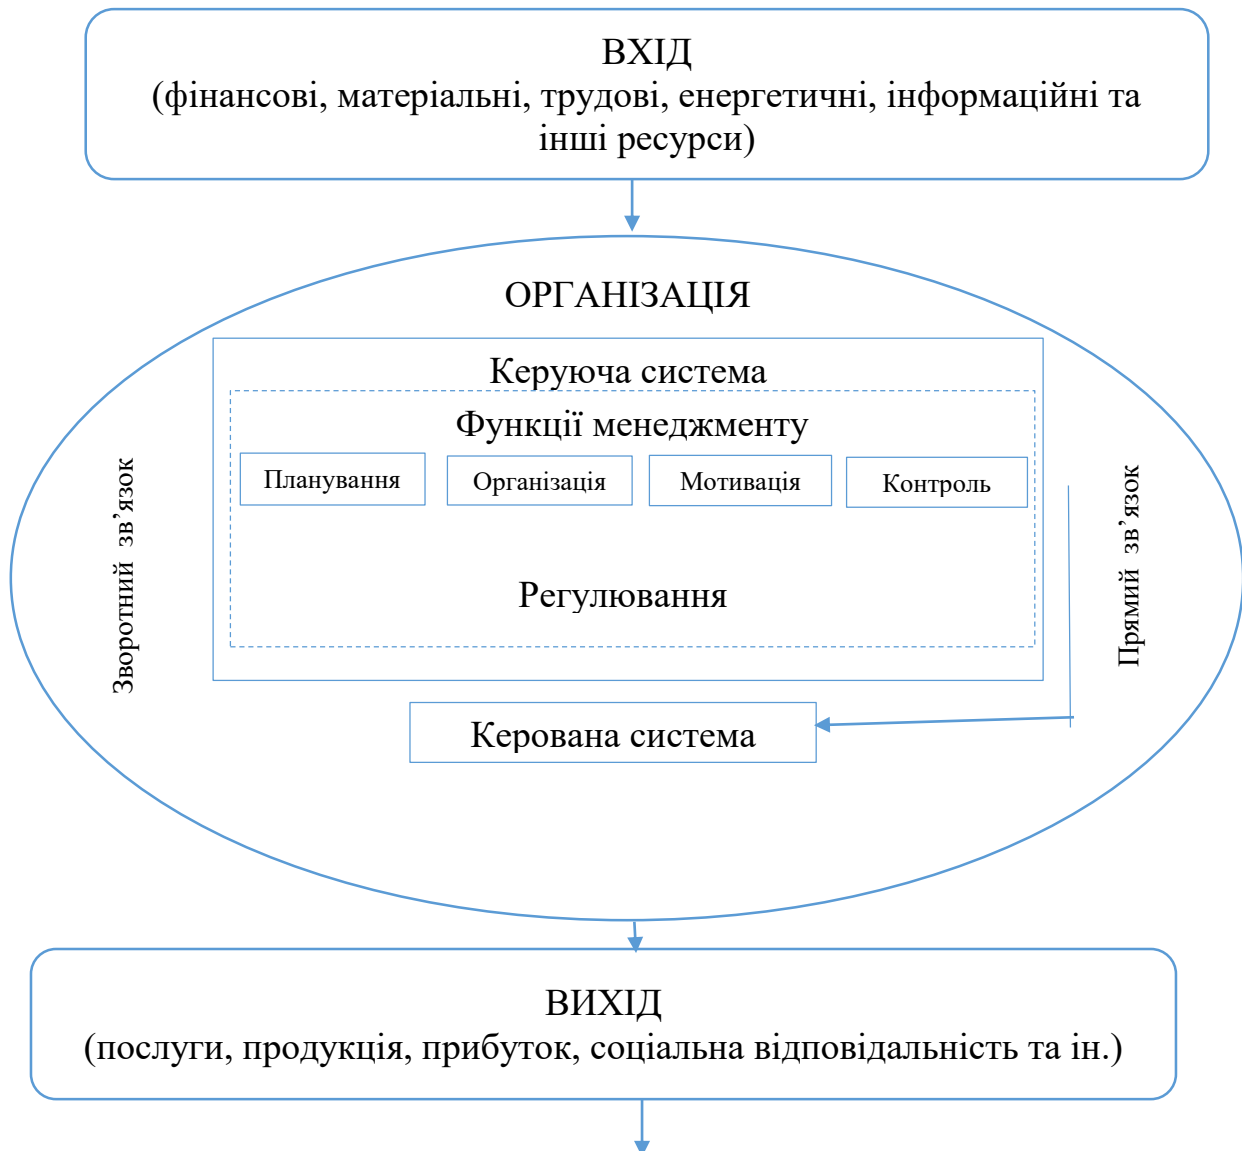 ВХІД
(фінансові, матеріальні, трудові, енергетичні, інформаційні та
інші ресурси)
ОРГАНІЗАЦІЯ
Керуюча система
Функції менеджменту
Планування
Організація
Мотивація
Контроль
Регулювання
Зворотний зв’язок
Прямий зв’язок
Керована система
ВИХІД
(послуги, продукція, прибуток, соціальна відповідальність та ін.)